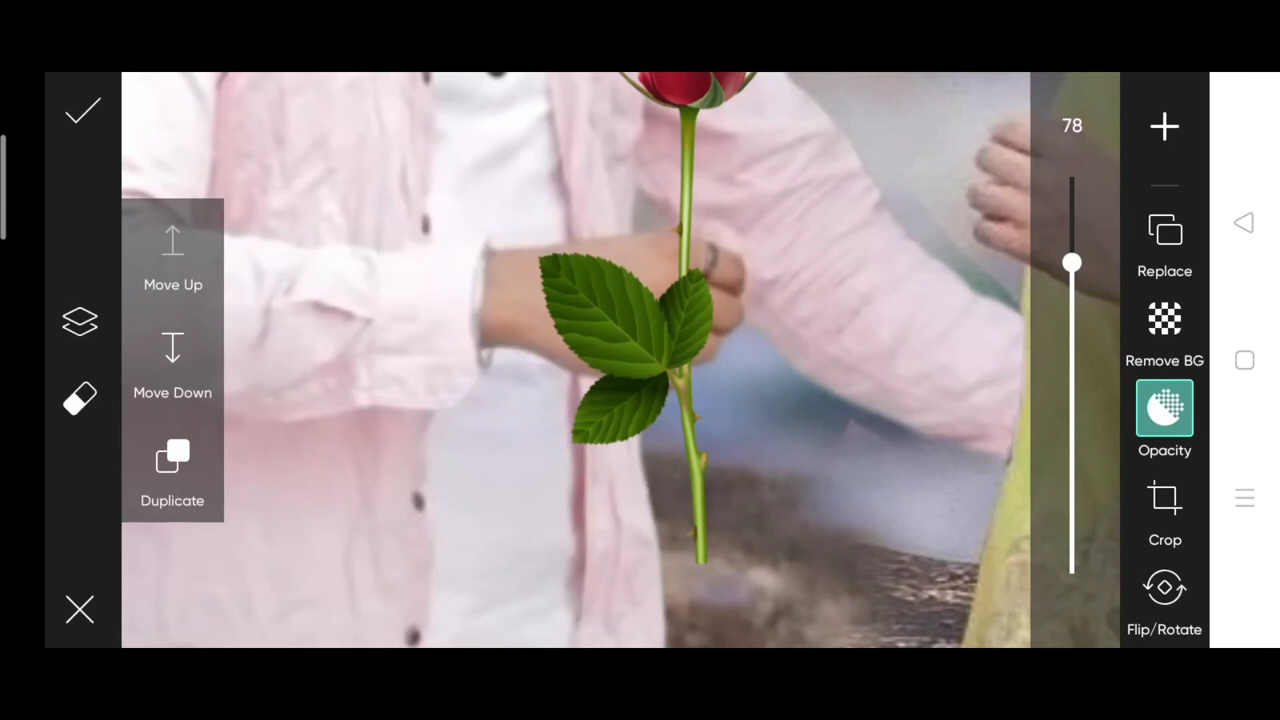 78
Replace
Move Up
Remove BG
Move Down
Opacity
Duplicate
Crop
Flip/Rotate